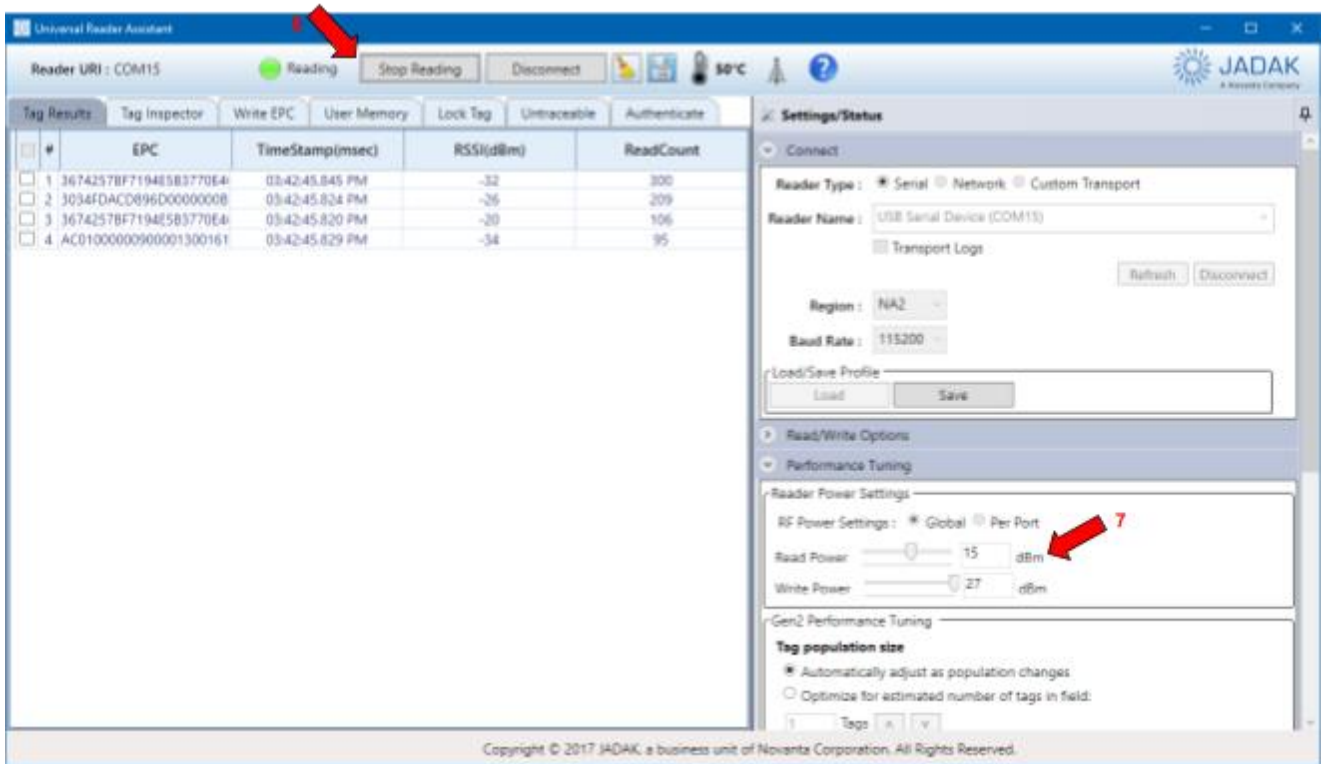 Universal Reader Assistant
8
Reader URI : COM15 Reading Stop Reading Disconnect 50°C ? JADAK
A Novanta Company
Tag Results Tag Inspector Write EPC User Memory Lock Tag Untraceable Authenticate
# EPC TimeStamp(msec) RSSI(dBm) ReadCount
1 03:42:45.845 PM -32 300
2 03:42:45.824 PM -26 209
3 03:42:45.820 PM -20 106
4 03:42:45.829 PM -34 95
Settings/Status
Connect
Reader Type : Serial Network Custom Transport
Reader Name : USB Serial Device (COM15)
Transport Logs
Refresh Disconnect
Region : NA2
Baud Rate : 115200
Load/Save Profile
Load Save
Read/Write Options
Performance Tuning
Reader Power Settings
RF Power Settings : Global Per Port
7
Read Power 15 dBm
Write Power 27 dBm
Gen2 Performance Tuning
Tag population size
Automatically adjust as population changes
Optimize for estimated number of tags in field:
1 Tags
Copyright © 2017 JADAK, a business unit of Novanta Corporation. All Rights Reserved.